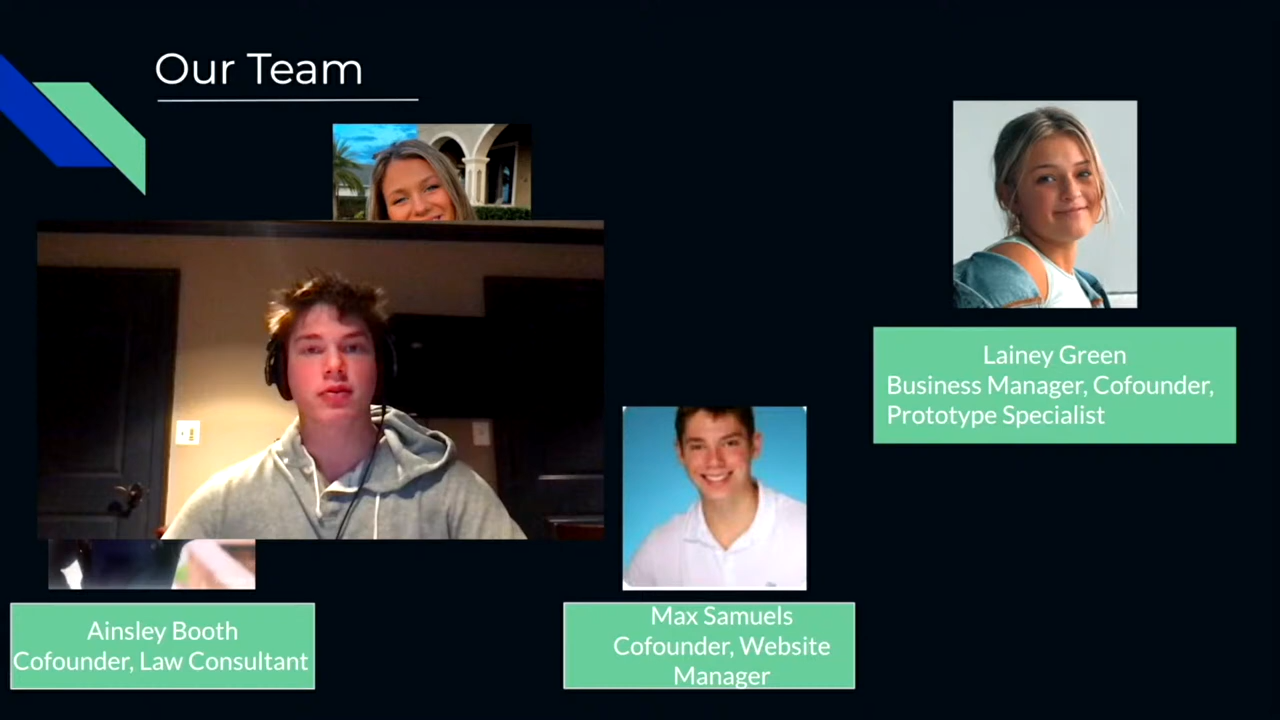 Our Team
Lainey Green
Business Manager, Cofounder,
Prototype Specialist
Ainsley Booth
Cofounder, Law Consultant
Max Samuels
Cofounder, Website
Manager